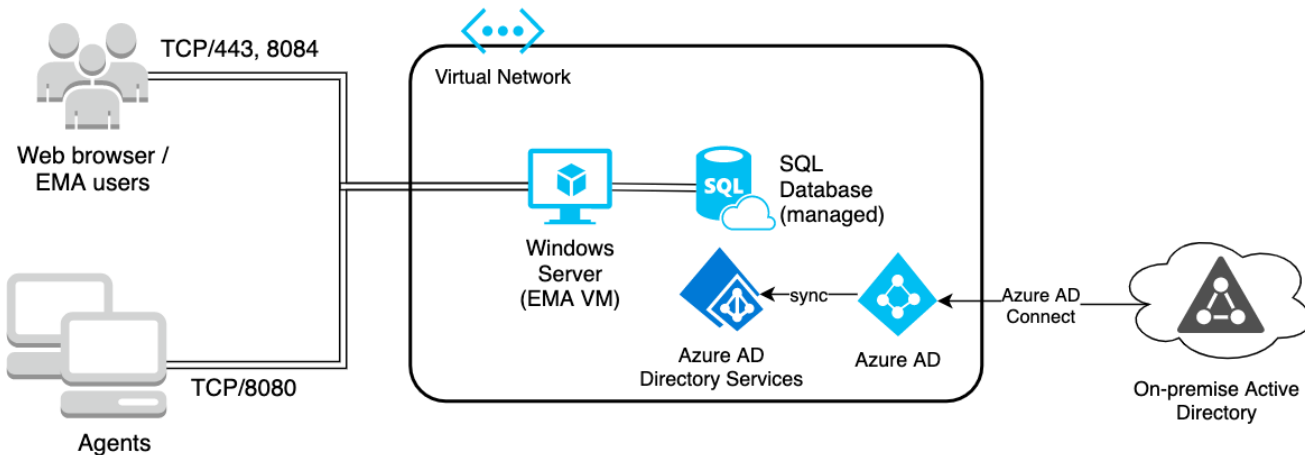 TCP/443, 8084
Web browser /
EMA users
Virtual Network
SQL
SQL
Database
(managed)
Windows
Server
(EMA VM)
sync
Azure AD
Connect
Azure AD
Directory Services
Azure AD
On-premise Active
Directory
TCP/8080
Agents